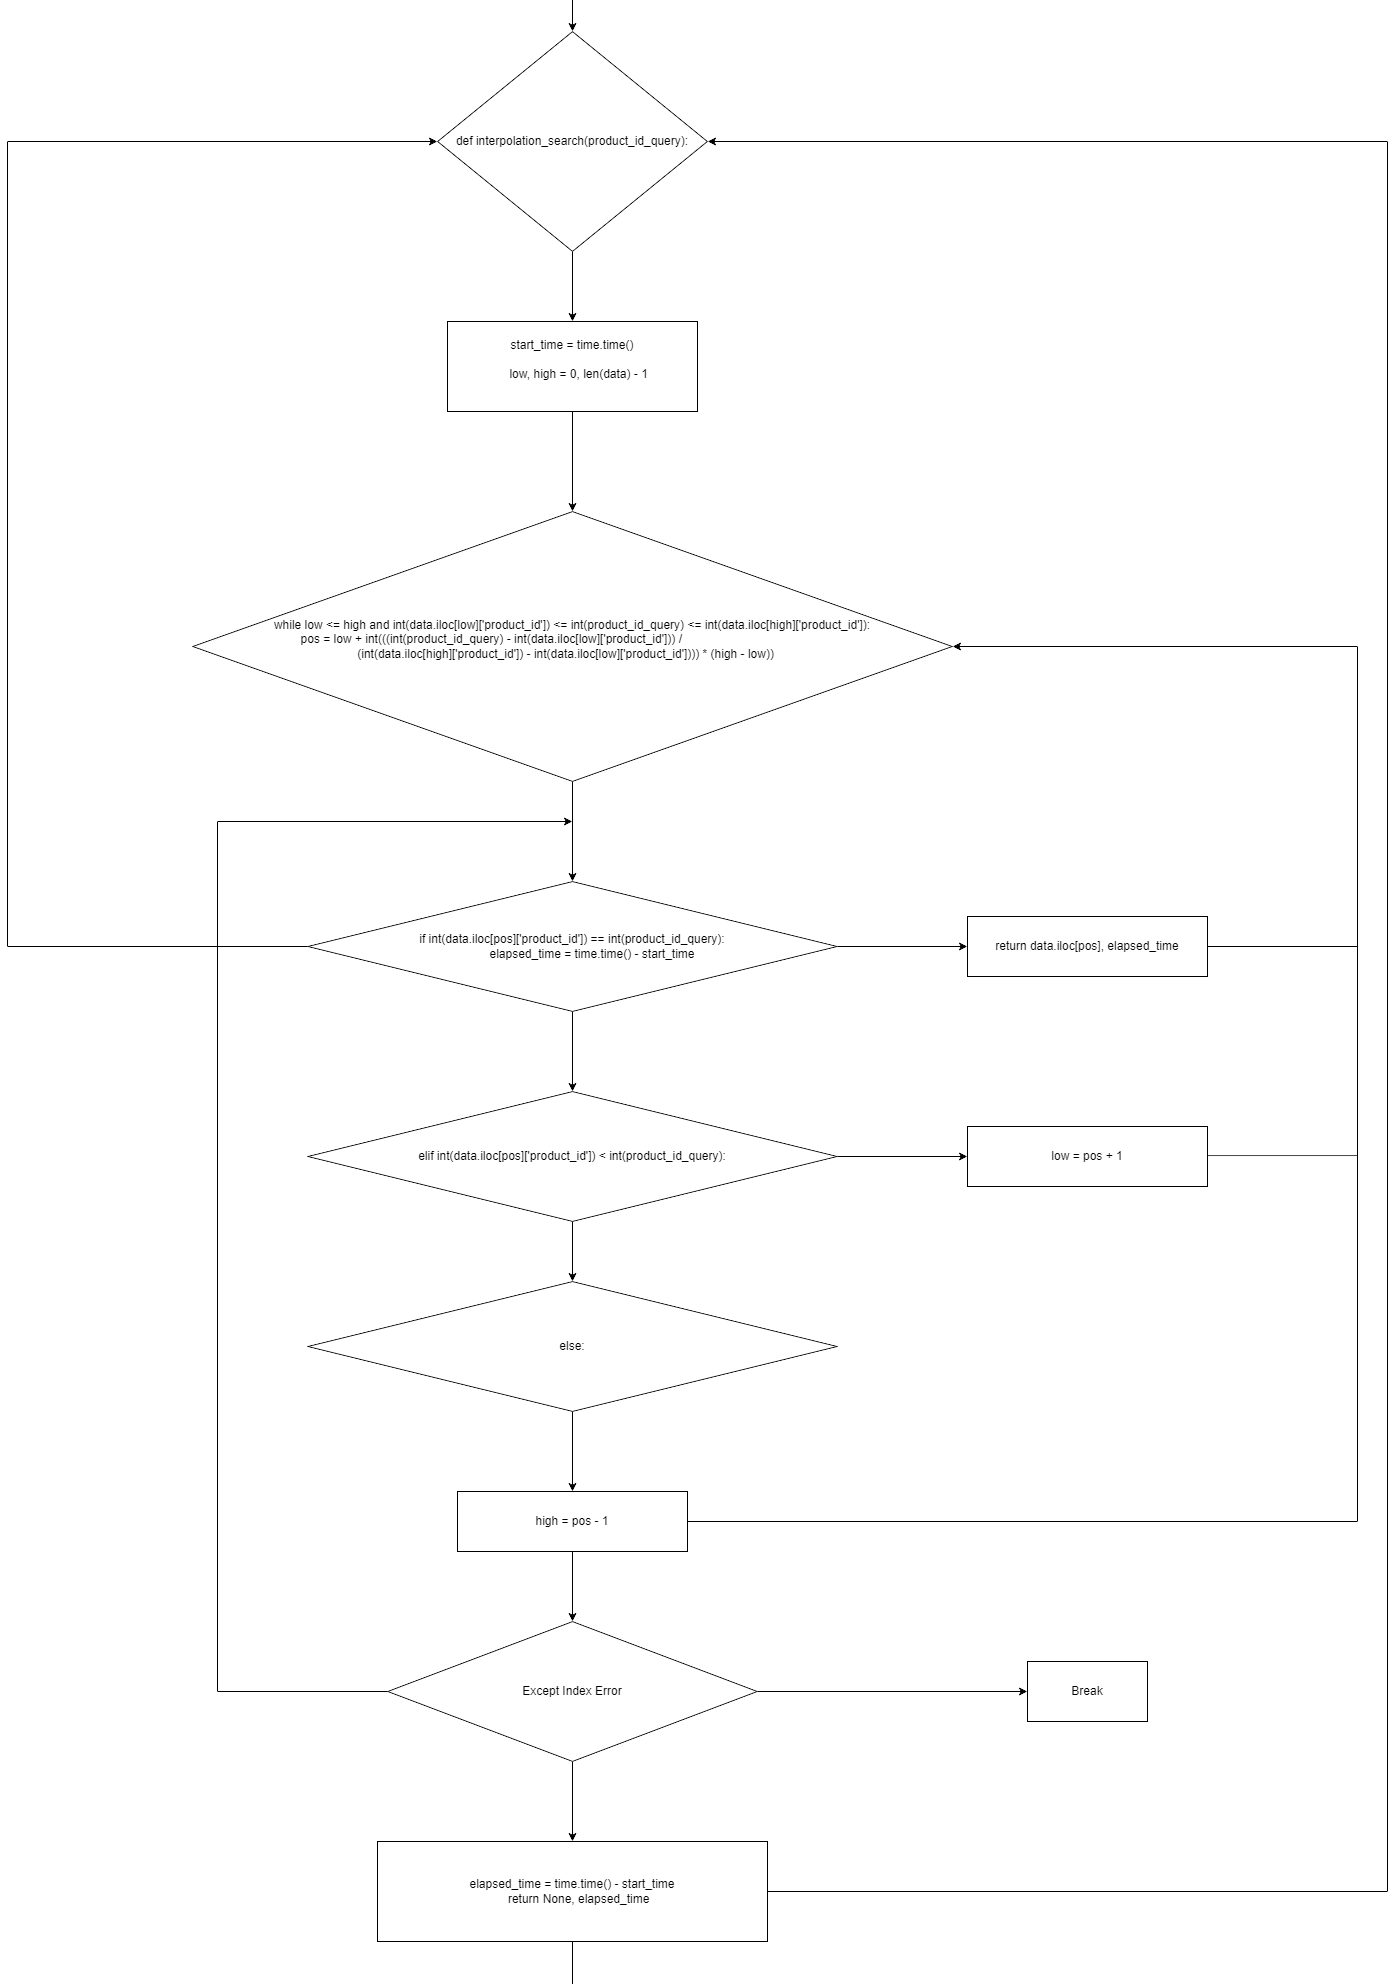 def interpolation_search(product_id_query):
start_time = time.time()
low, high = 0, len(data) - 1
while low <= high and int(data.iloc[low]['product_id']) <= int(product_id_query) <= int(data.iloc[high]['product_id']):
pos = low + int(((int(product_id_query) - int(data.iloc[low]['product_id'])) /
(int(data.iloc[high]['product_id']) - int(data.iloc[low]['product_id']))) * (high - low))
if int(data.iloc[pos]['product_id']) == int(product_id_query):
elapsed_time = time.time() - start_time
return data.iloc[pos], elapsed_time
elif int(data.iloc[pos]['product_id']) < int(product_id_query):
low = pos + 1
else:
high = pos - 1
Except Index Error
Break
elapsed_time = time.time() - start_time
return None, elapsed_time